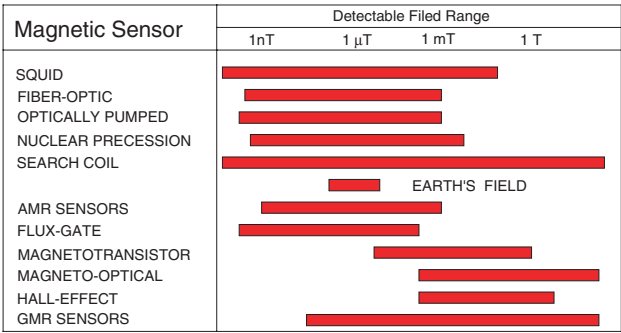 Magnetic Sensor
Detectable Filed Range
1nT 1 μT 1 mT 1 T
SQUID
FIBER-OPTIC
OPTICALLY PUMPED
NUCLEAR PRECESSION
SEARCH COIL
EARTH'S FIELD
AMR SENSORS
FLUX-GATE
MAGNETOTRANSISTOR
MAGNETO-OPTICAL
HALL-EFFECT
GMR SENSORS